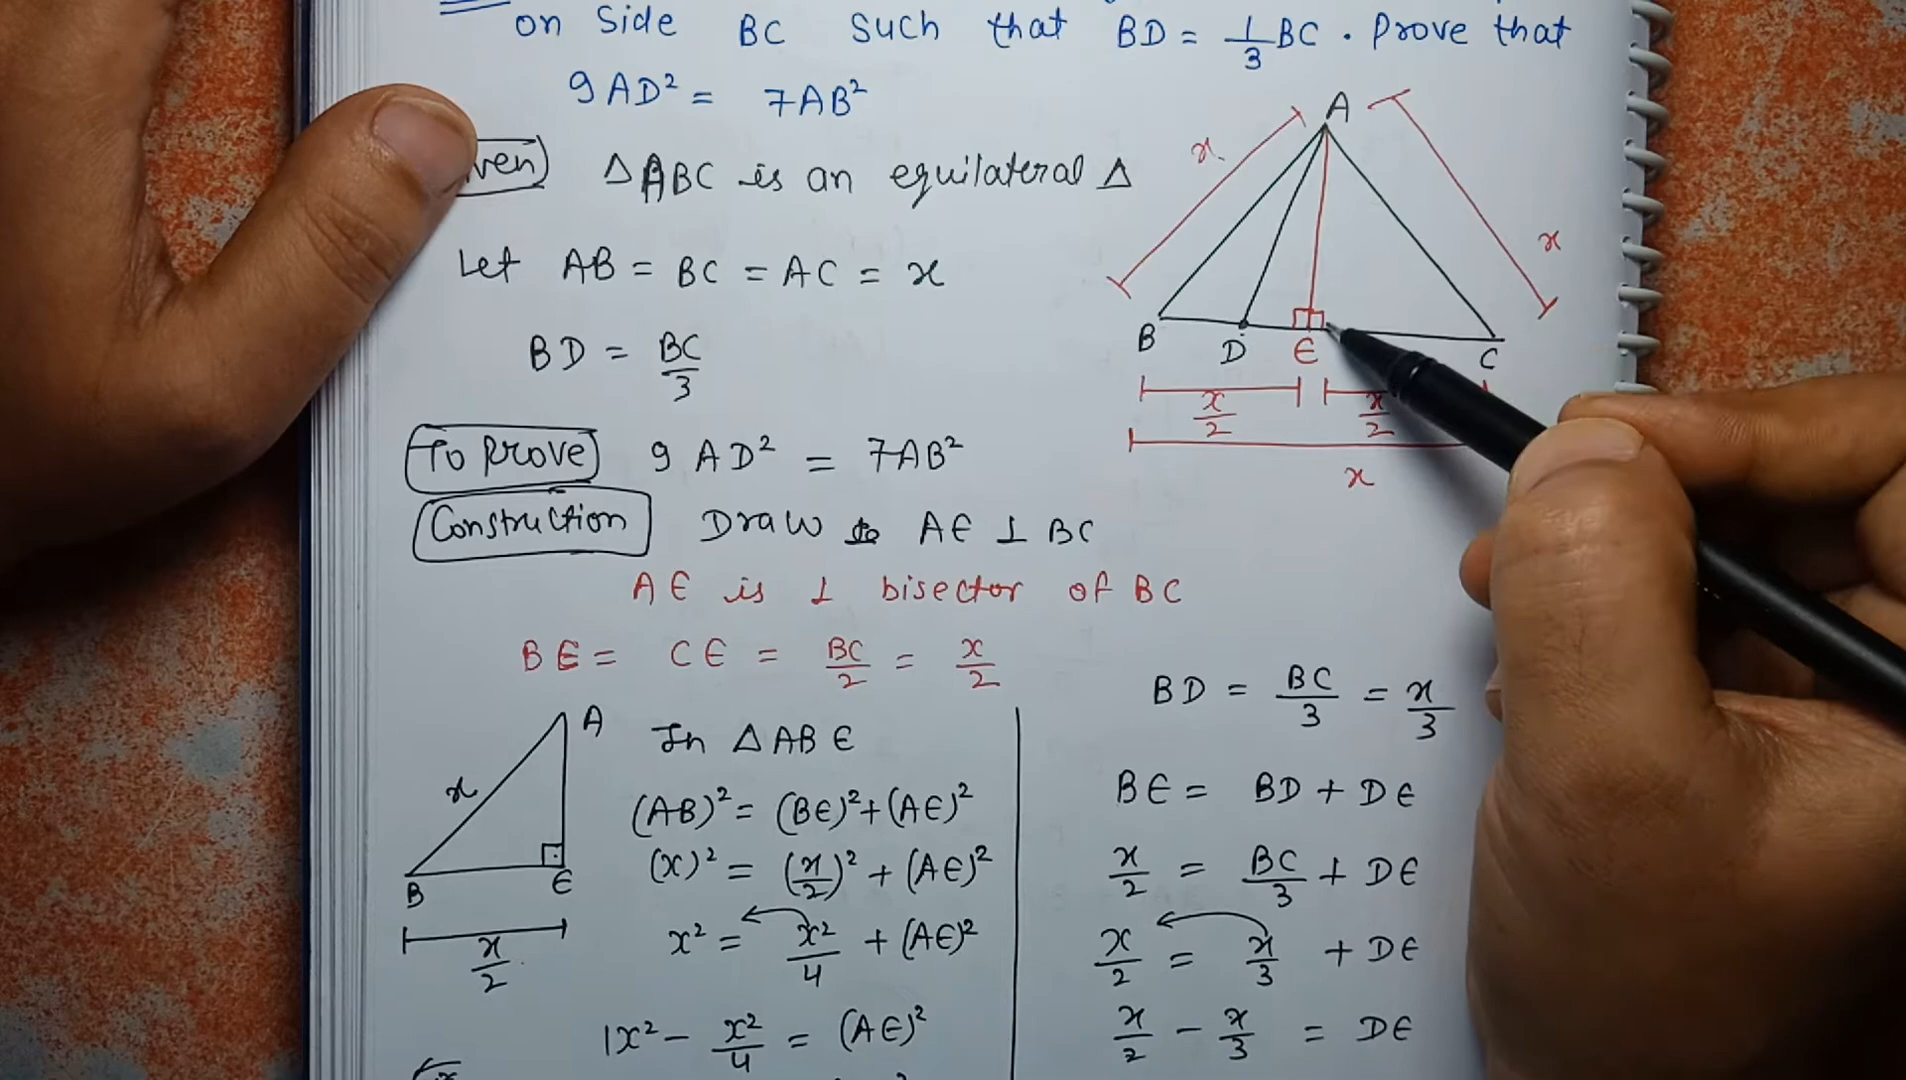 on Side BC Such that BD = 1/3 BC . Prove that
9 AD² = 7AB²
ven) ΔABC is an equilateral Δ
Let AB = BC = AC = x
BD = BC/3
To Prove 9 AD² = 7AB²
Construction Draw AE ⊥ BC
AE is ⊥ bisector of BC
BE = CE = BC/2 = x/2
A
x
x
B
D
E
C
x/2
x/2
x
A
x
B
E
x/2
In Δ ABE
(AB)² = (BE)² + (AE)²
(x)² = (x/2)² + (AE)²
x² = x²/4 + (AE)²
1x² - x²/4 = (AE)²
BD = BC/3 = x/3
BE = BD + DE
x/2 = BC/3 + DE
x/2 = x/3 + DE
x/2 - x/3 = DE